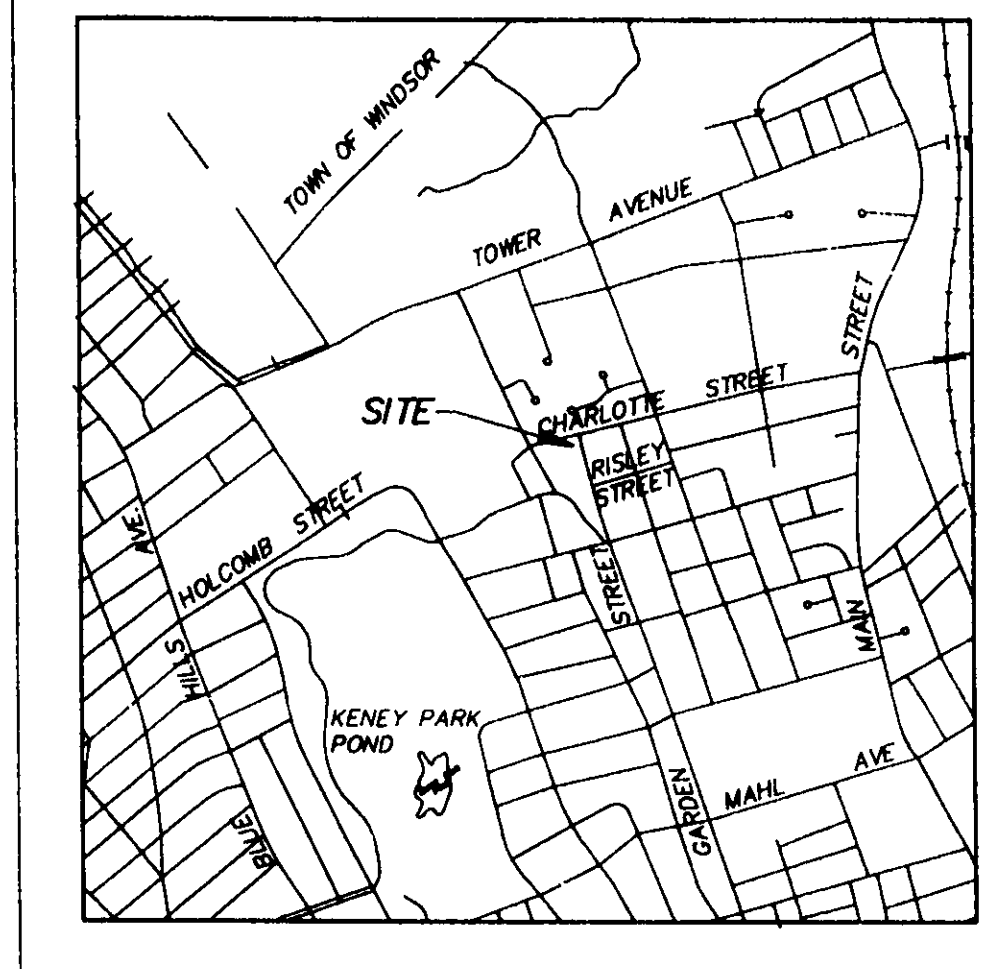 TOWN OF WINDSOR
TOWER AVENUE
STREET
SITE
CHARLOTTE STREET
RISLEY
STREET
HOLCOMB STREET
AVE.
HILLS
BLUE
STREET
MAIN
KENEY PARK
POND
GARDEN
MAHL AVE